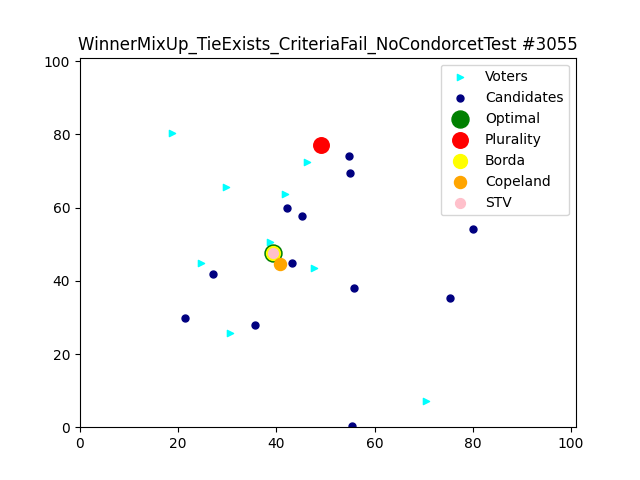 WinnerMixUp_TieExists_CriteriaFail_NoCondorcetTest #3055
Voters
Candidates
Optimal
Plurality
Borda
Copeland
STV
100
80
60
40
20
0
0 20 40 60 80 100